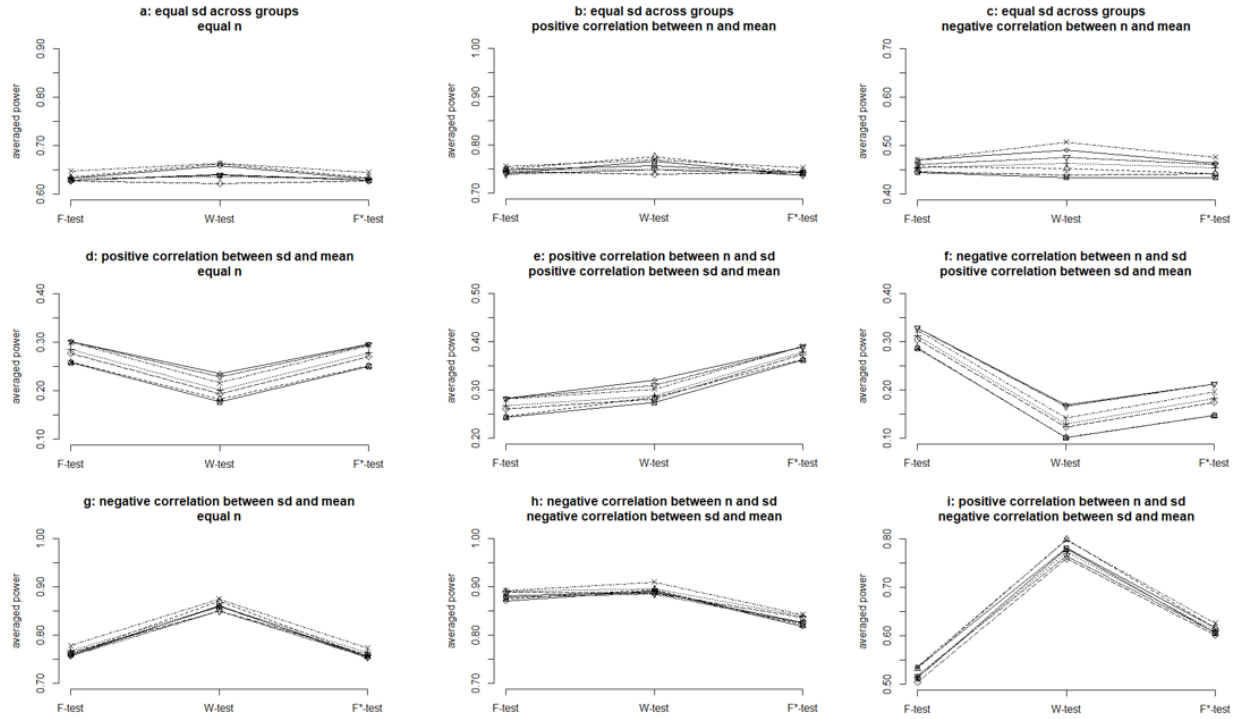 a: equal sd across groups
equal n
averaged power
0.90
0.80
0.70
0.60
F-test
W-test
F*-test
b: equal sd across groups
positive correlation between n and mean
averaged power
1.00
0.90
0.80
0.70
F-test
W-test
F*-test
c: equal sd across groups
negative correlation between n and mean
averaged power
0.70
0.60
0.50
0.40
F-test
W-test
F*-test
d: positive correlation between sd and mean
equal n
averaged power
0.40
0.30
0.20
0.10
F-test
W-test
F*-test
e: positive correlation between n and sd
positive correlation between sd and mean
averaged power
0.50
0.40
0.30
0.20
F-test
W-test
F*-test
f: negative correlation between n and sd
positive correlation between sd and mean
averaged power
0.40
0.30
0.20
0.10
F-test
W-test
F*-test
g: negative correlation between sd and mean
equal n
averaged power
1.00
0.90
0.80
0.70
F-test
W-test
F*-test
h: negative correlation between n and sd
negative correlation between sd and mean
averaged power
1.00
0.90
0.80
0.70
F-test
W-test
F*-test
i: positive correlation between n and sd
negative correlation between sd and mean
averaged power
0.80
0.70
0.60
0.50
F-test
W-test
F*-test